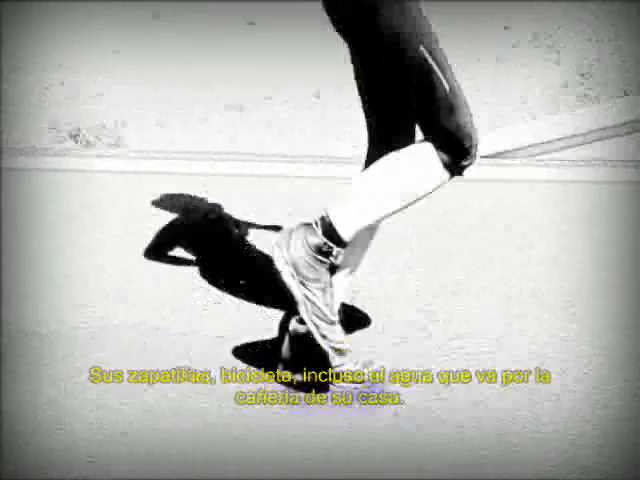 Sus zapatillas, bicicleta, incluso el agua que va por la
cañería de su casa.